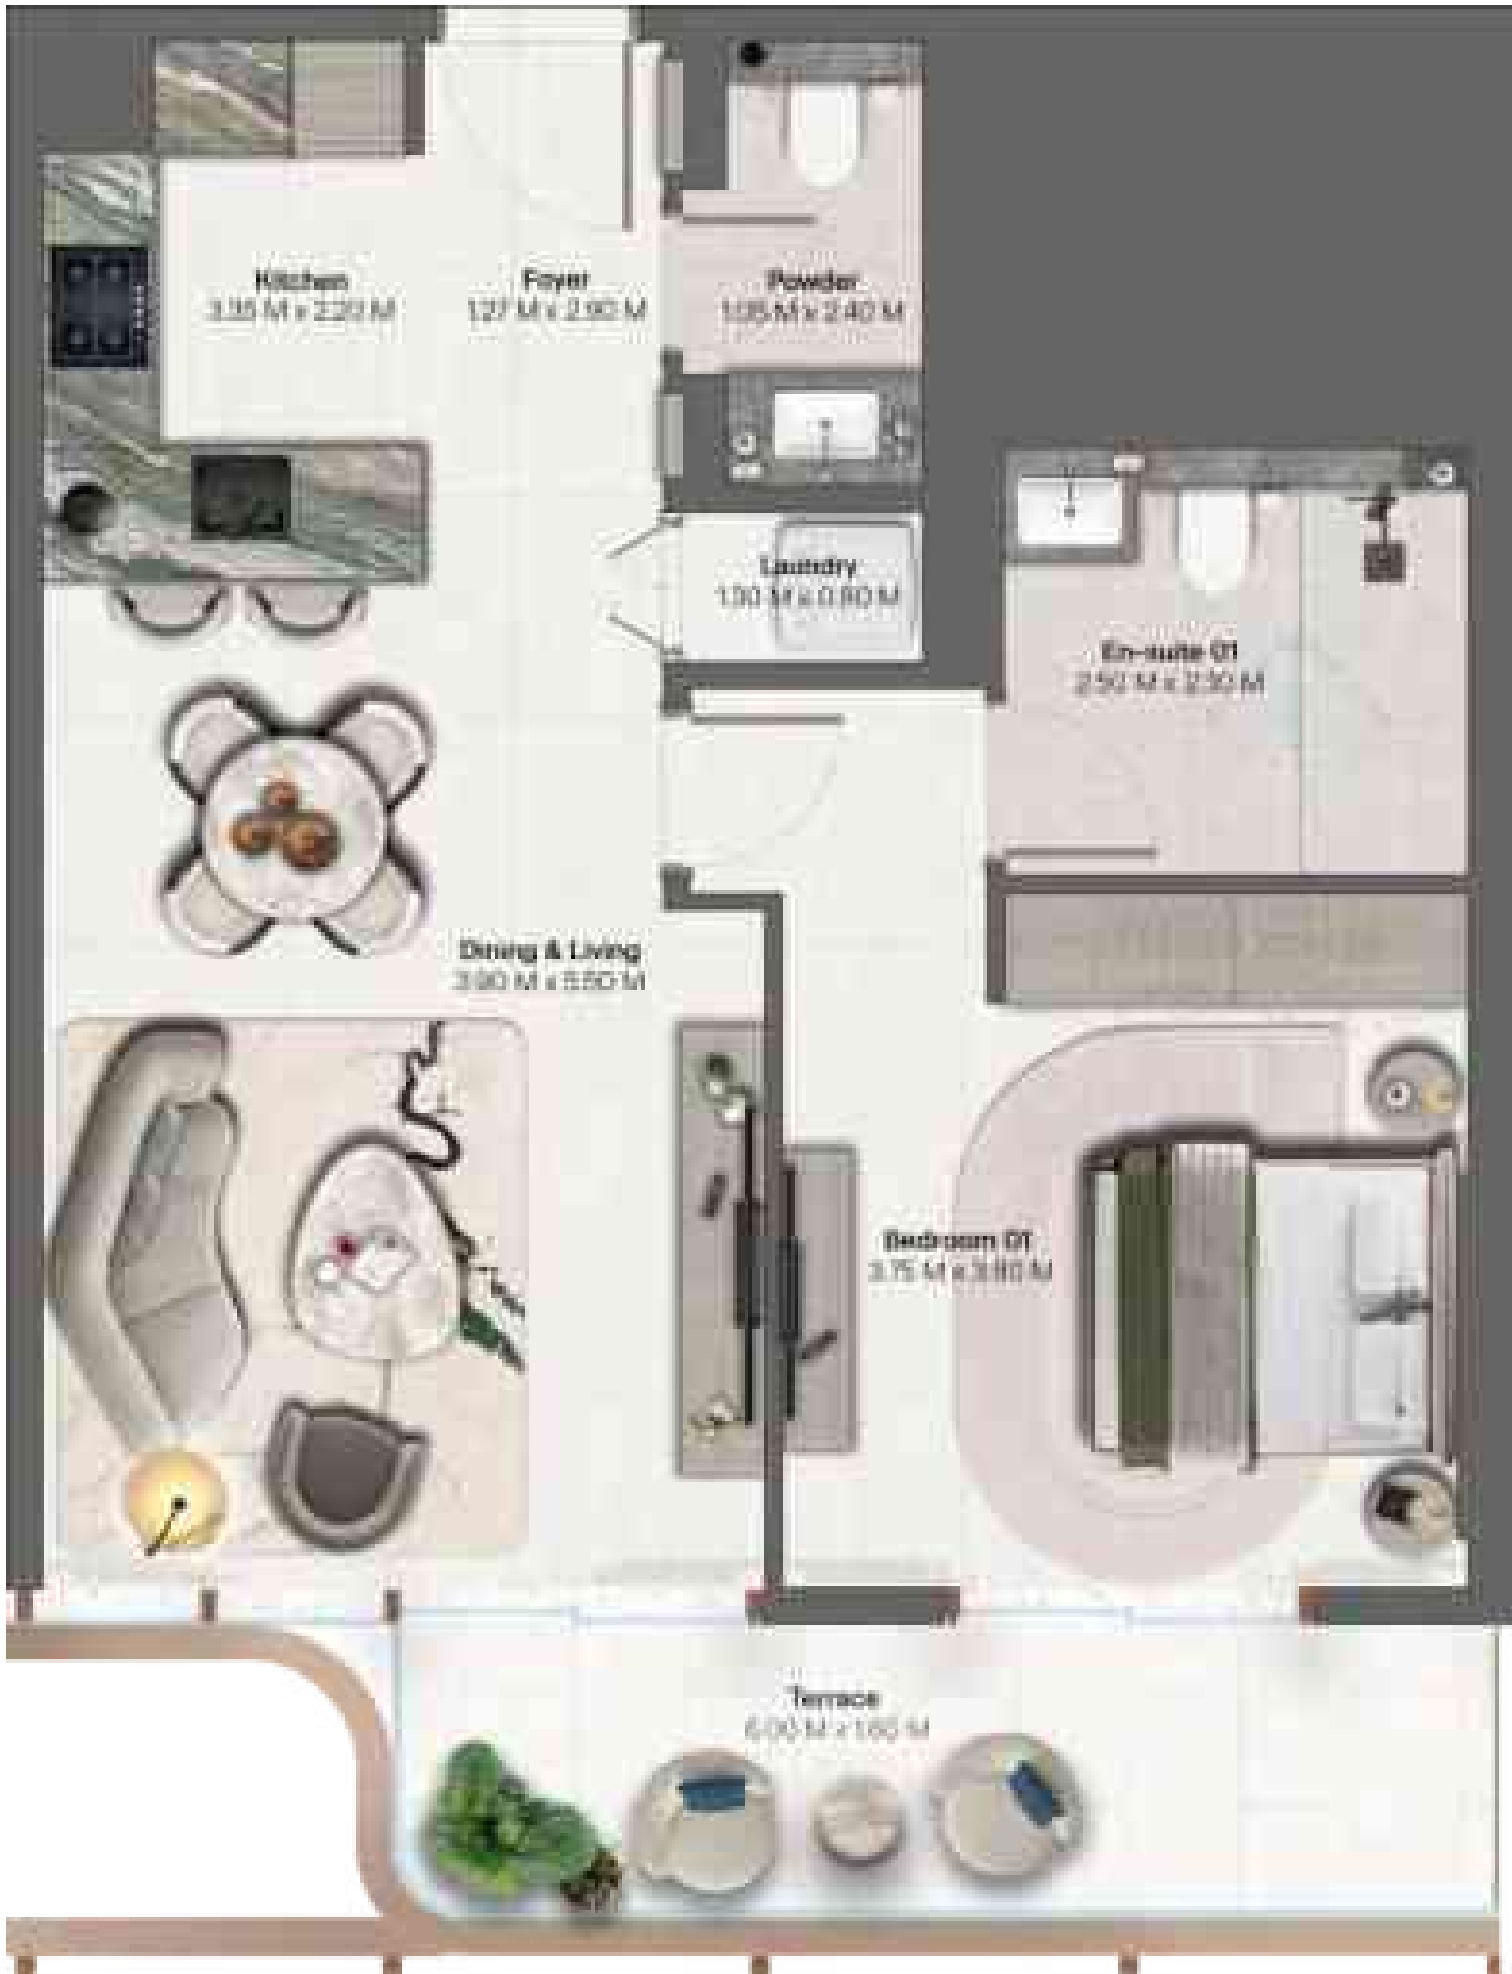 Kitchen
3.35 M x 2.20 M
Foyer
1.27 M x 2.90 M
Powder
1.05 M x 2.40 M
Laundry
1.30 M x 0.80 M
En-suite 01
2.50 M x 2.30 M
Dining & Living
3.90 M x 5.50 M
Bedroom 01
3.75 M x 3.80 M
Terrace
6.00 M x 1.60 M